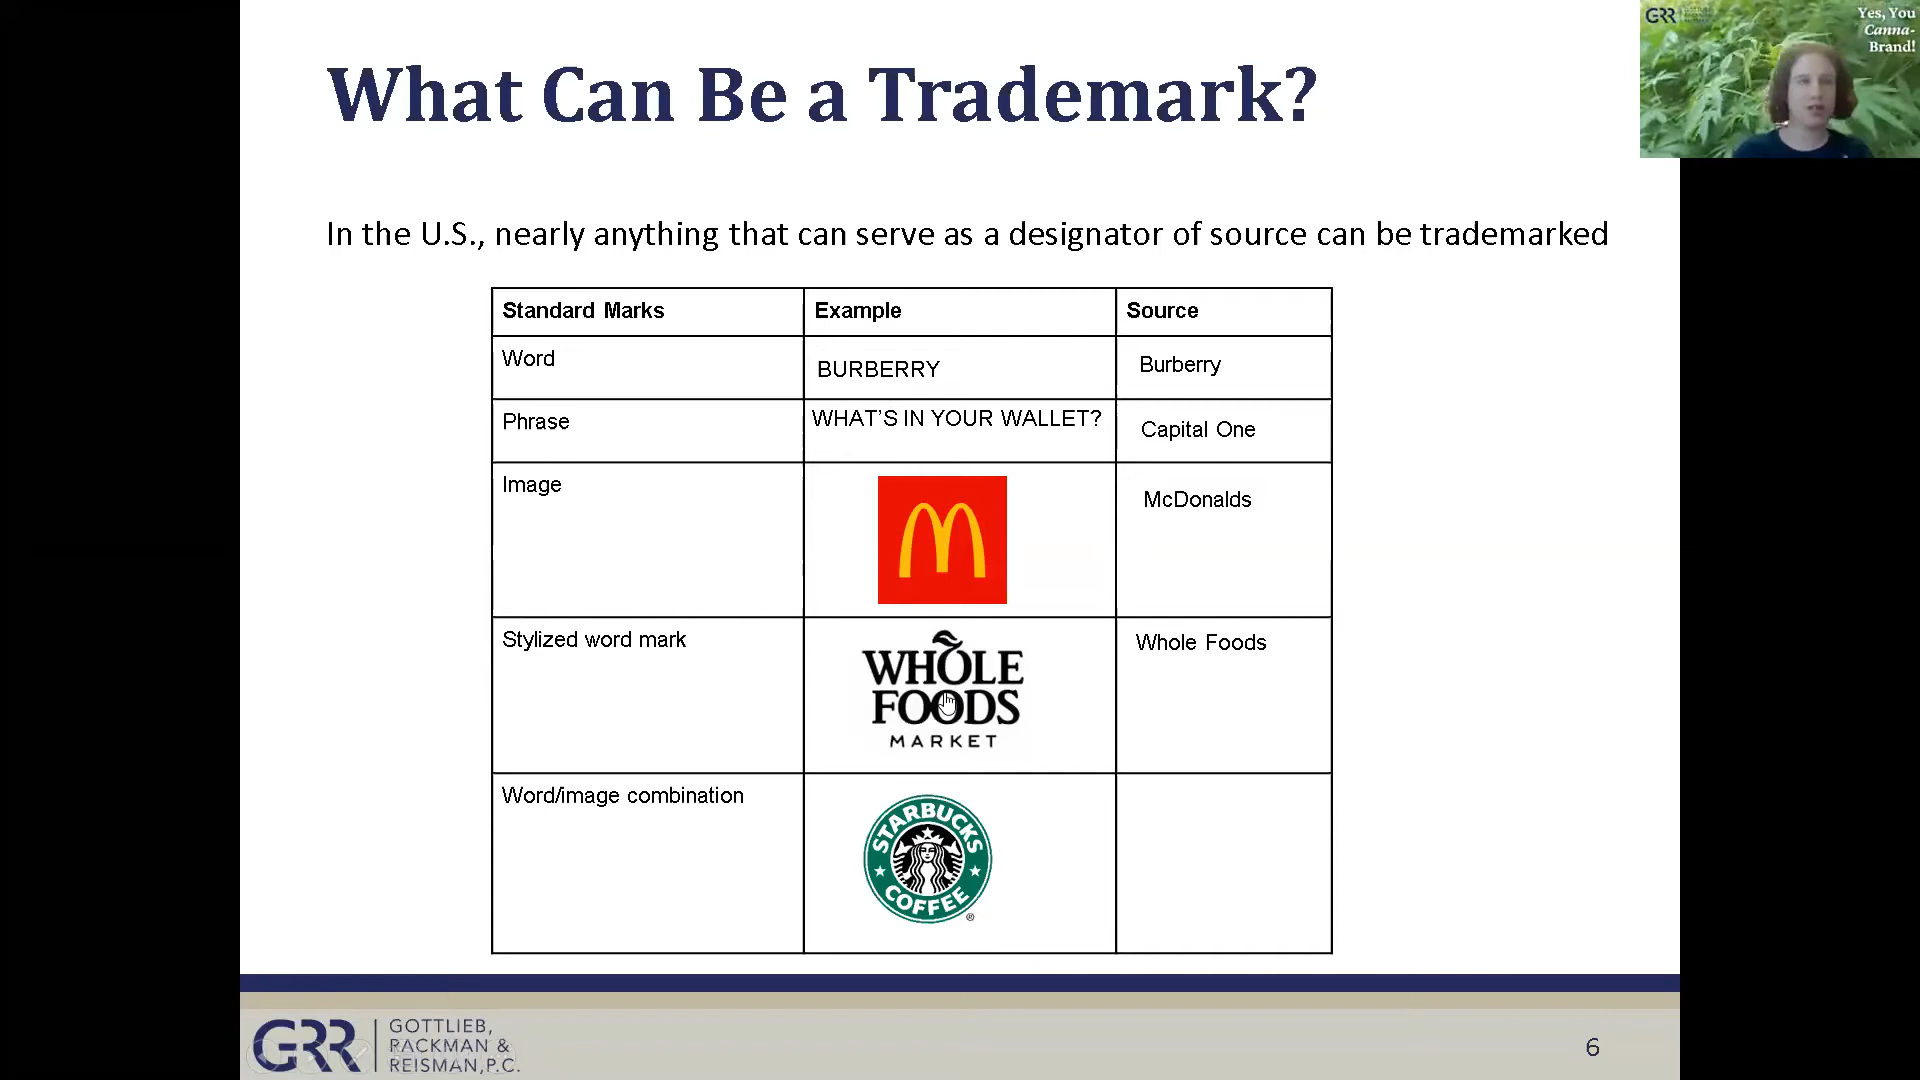 What Can Be a Trademark?
GRR
Yes, You
Canna-
Brand!
In the U.S., nearly anything that can serve as a designator of source can be trademarked
Standard Marks Example Source
Word BURBERRY Burberry
Phrase WHAT'S IN YOUR WALLET? Capital One
Image McDonalds
Stylized word mark WHOLE FOODS MARKET Whole Foods
Word/image combination STARBUCKS COFFEE ®
GRR
GOTTLIEB,
RACKMAN &
REISMAN, P.C.
6